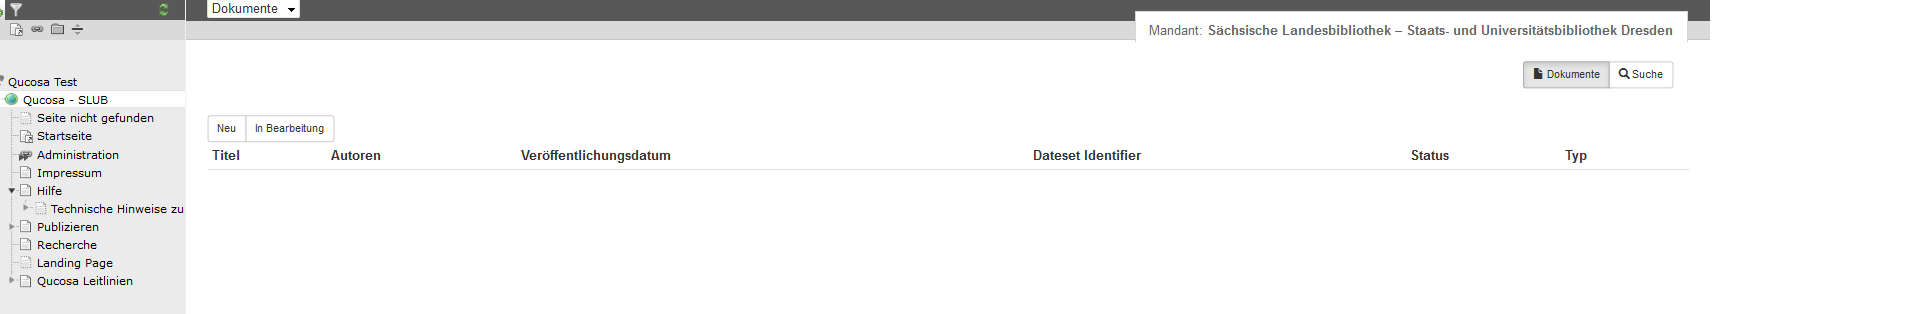 Dokumente
Mandant: Sächsische Landesbibliothek – Staats- und Universitätsbibliothek Dresden
Dokumente Suche
Qucosa Test
Qucosa - SLUB
Seite nicht gefunden
Startseite
Administration
Impressum
Hilfe
Technische Hinweise zu
Publizieren
Recherche
Landing Page
Qucosa Leitlinien
Neu In Bearbeitung
Titel Autoren Veröffentlichungsdatum Dateset Identifier Status Typ